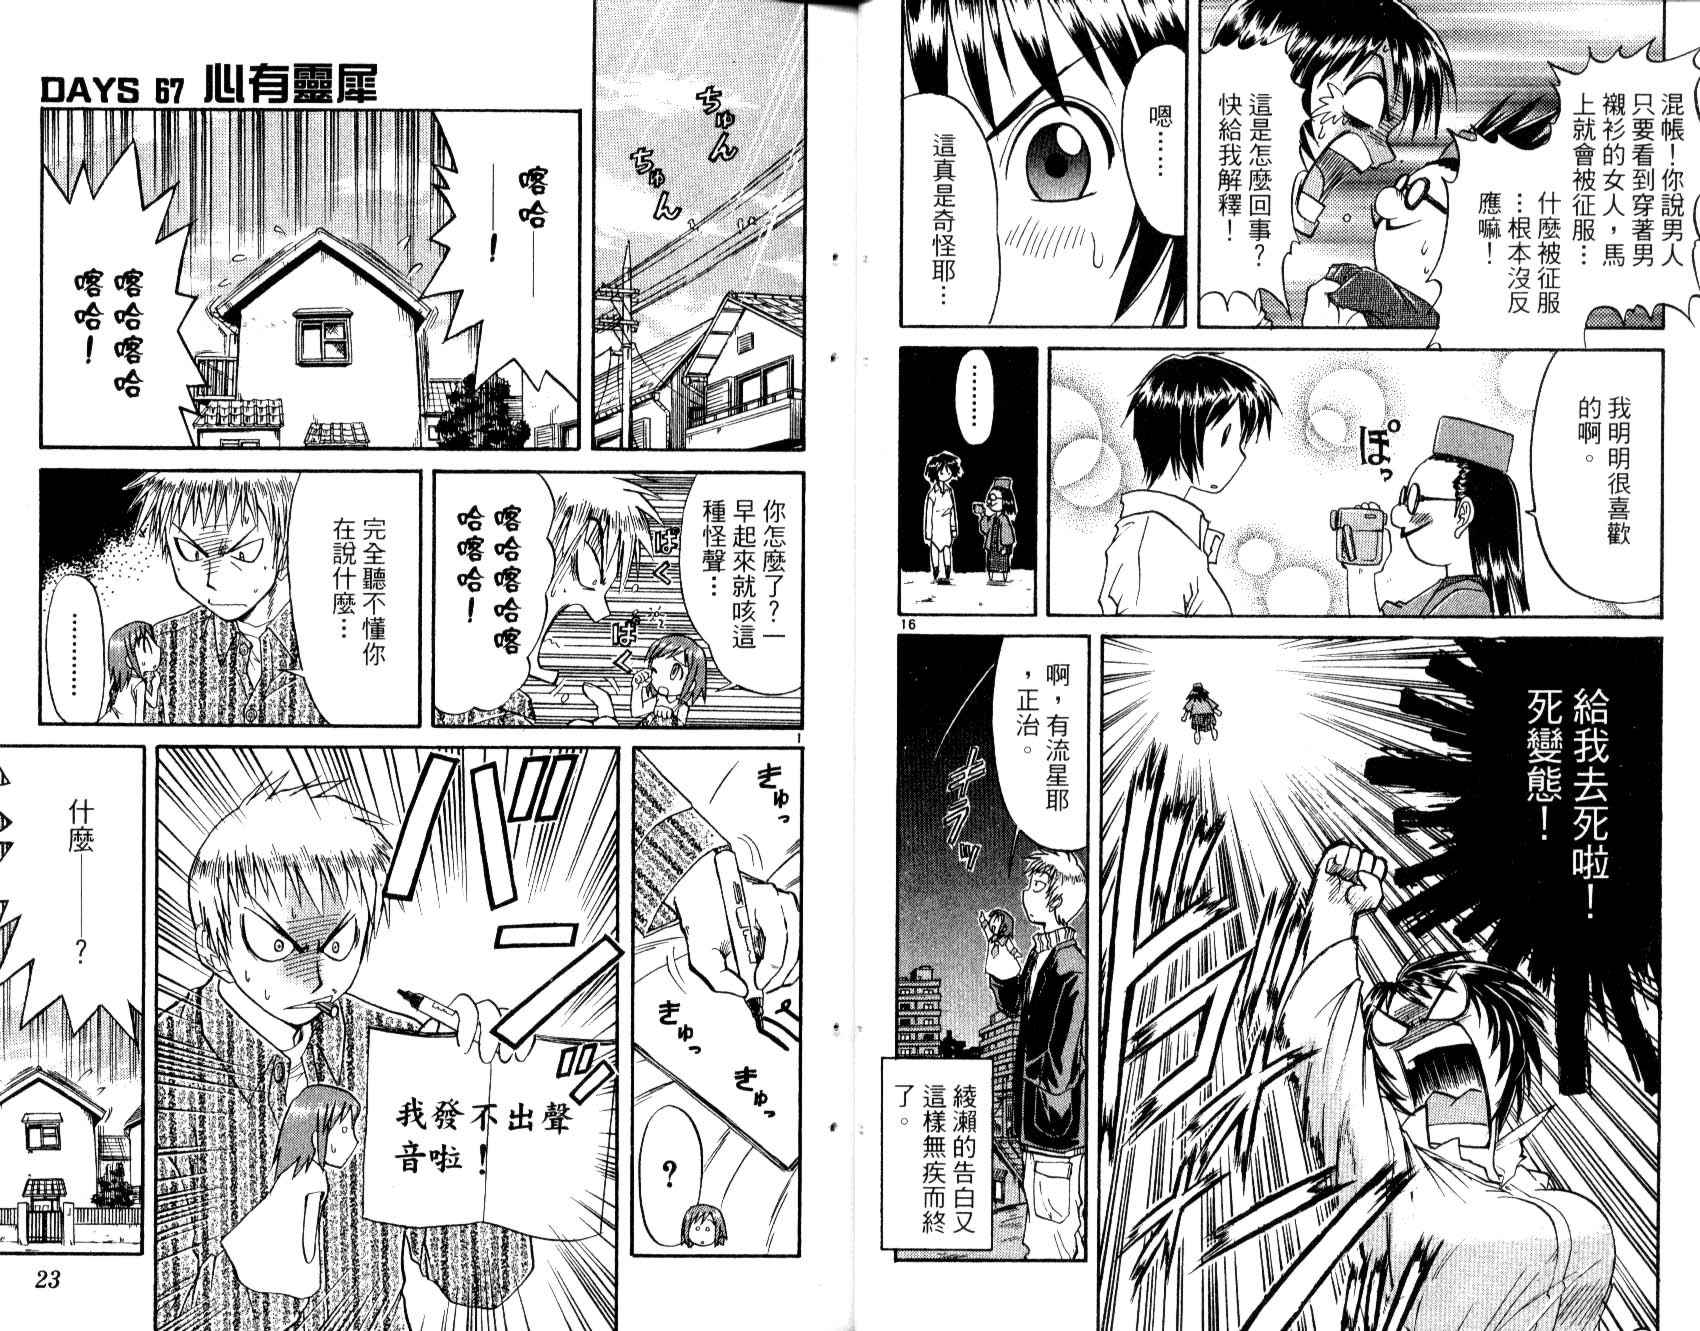 混帳！你說男人
只要看到穿著男
襯衫的女人，馬
上就會被征服…
什麼被征服
…根本沒反
應嘛！
這是怎麼回事？
快給我解釋！
嗯……
這真是奇怪耶…
我明明很喜歡
的啊。
ぽっ
………
16
給我去死啦！
死變態！
啊，有流星耶
，正治。
キラッ
綾瀨的告白又
這樣無疾而終
了。
DAYS 67 心有靈犀
ちゅん
ちゅん
喀哈──！
喀哈哈喀哈
喀哈！
你怎麼了？一
早起來就咳這
種怪聲…
ぱく
ぱく
喀哈哈喀哈喀
哈喀哈！
完全聽不懂你
在說什麼…
…………
1
きゅっ
きゅっ
きゅっ
？
我發不出聲
音啦！
什麼──？
23